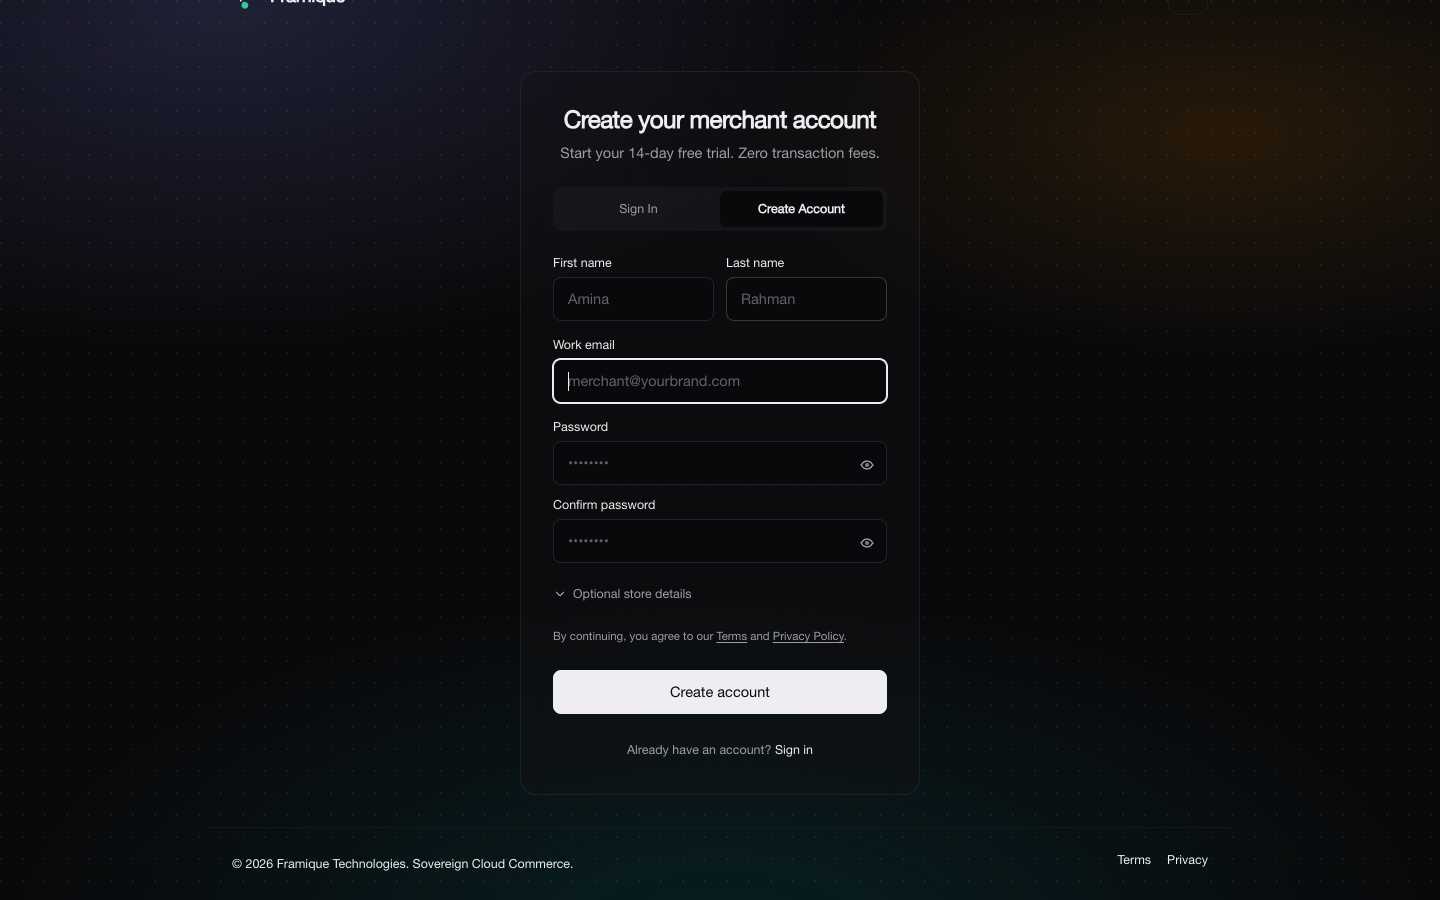 Framique
Create your merchant account
Start your 14-day free trial. Zero transaction fees.
Sign In
Create Account
First name
Last name
Amina
Rahman
Work email
merchant@yourbrand.com
Password
••••••••
Confirm password
••••••••
Optional store details
By continuing, you agree to our Terms and Privacy Policy.
Create account
Already have an account? Sign in
© 2026 Framique Technologies. Sovereign Cloud Commerce.
Terms
Privacy